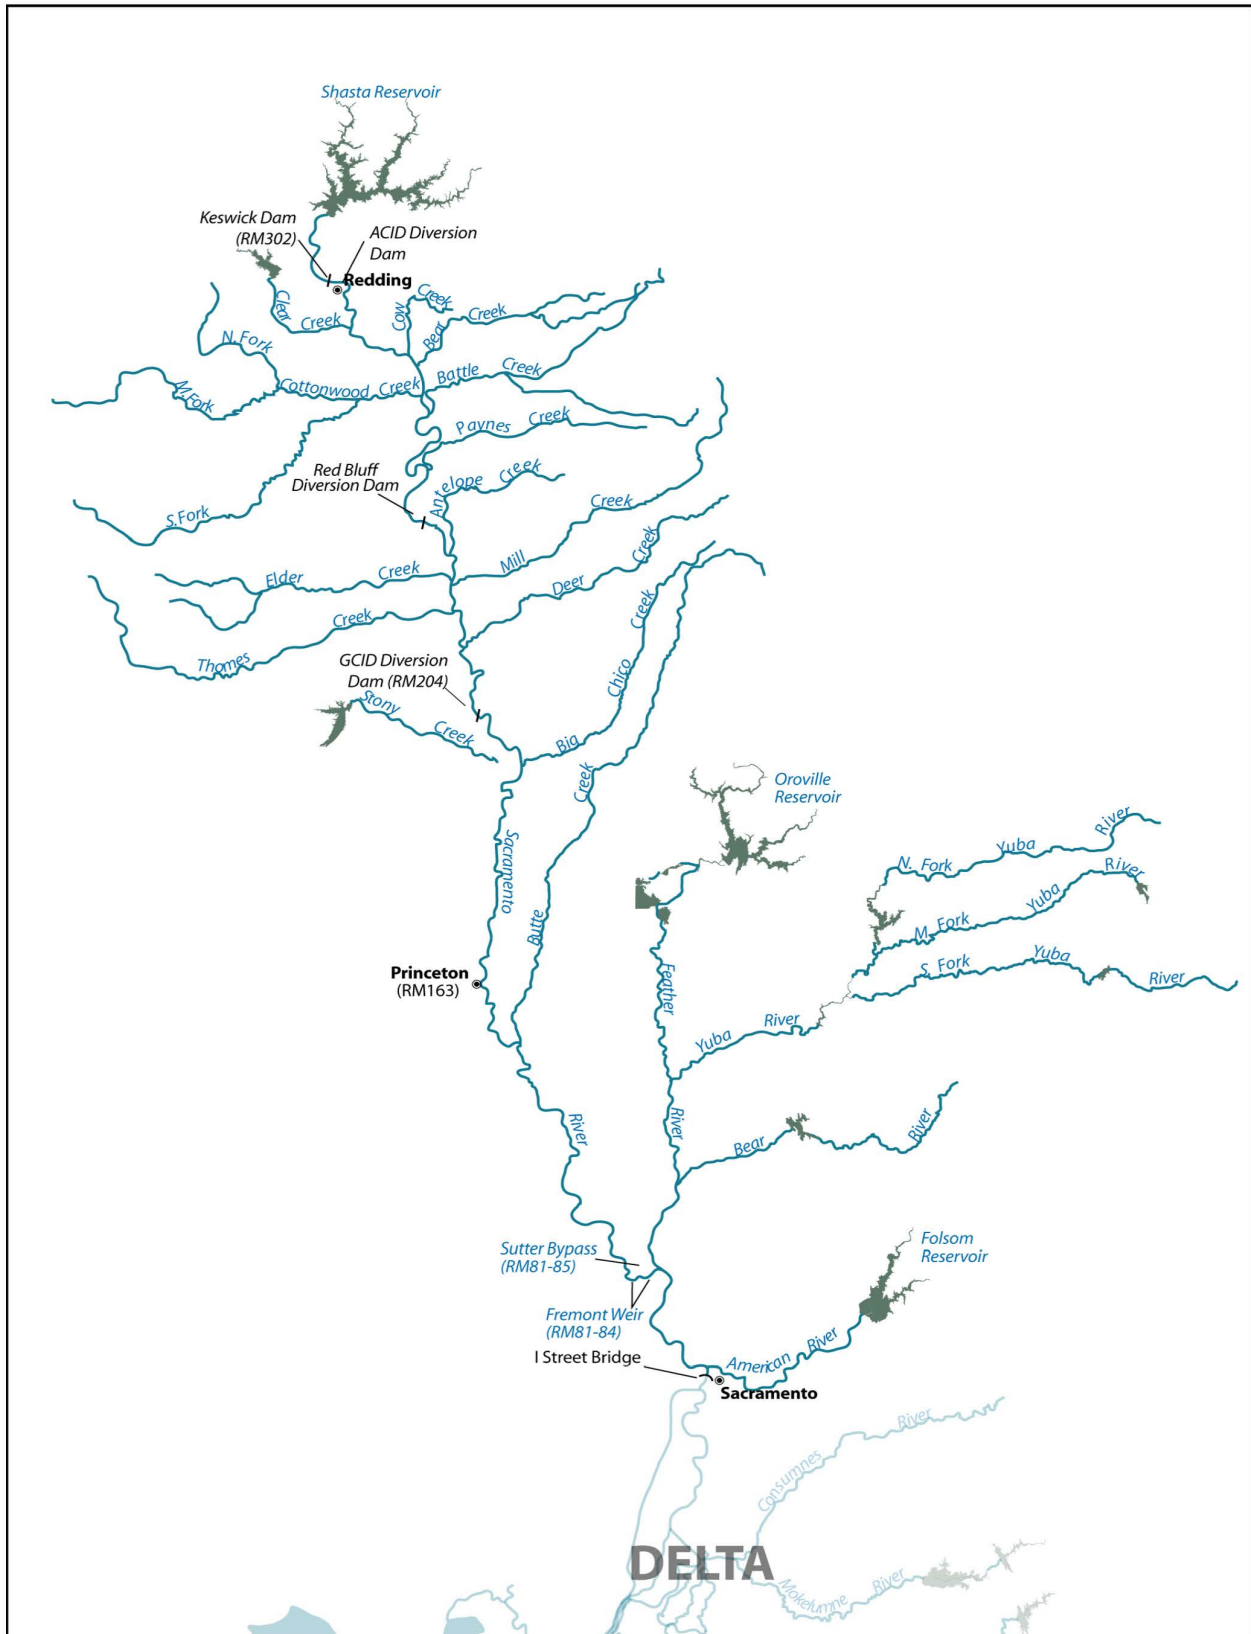 Shasta Reservoir
Keswick Dam
(RM302)
ACID Diversion
Dam
Redding
Clear
Creek
Cow
Creek
Bear
Creek
N. Fork
M. Fork
Cottonwood
Creek
Battle
Creek
Paynes
Creek
Red Bluff
Diversion Dam
Antelope
Creek
S. Fork
Creek
Mill
Elder
Creek
Deer
Creek
Creek
Thomes
Creek
Chico
GCID Diversion
Dam (RM204)
Stony
Creek
Big
Creek
Oroville
Reservoir
Sacramento
Butte
N. Fork
Yuba
River
M. Fork
Yuba
River
S. Fork
Yuba
River
Princeton
(RM163)
Feather
Yuba
River
River
River
Bear
River
Sutter Bypass
(RM81-85)
Folsom
Reservoir
Fremont Weir
(RM81-84)
I Street Bridge
American
River
Sacramento
Consumnes
River
DELTA
Mokelumne
River